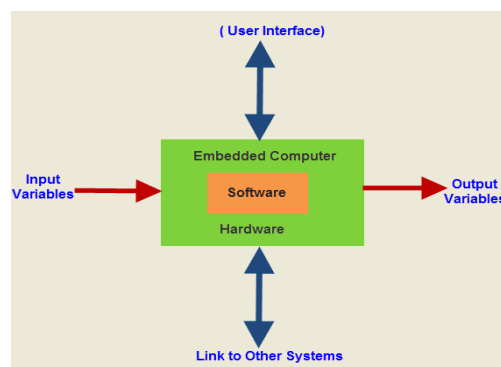 ( User Interface)
Embedded Computer
Input
Variables
Software
Output
Variables
Hardware
Link to Other Systems